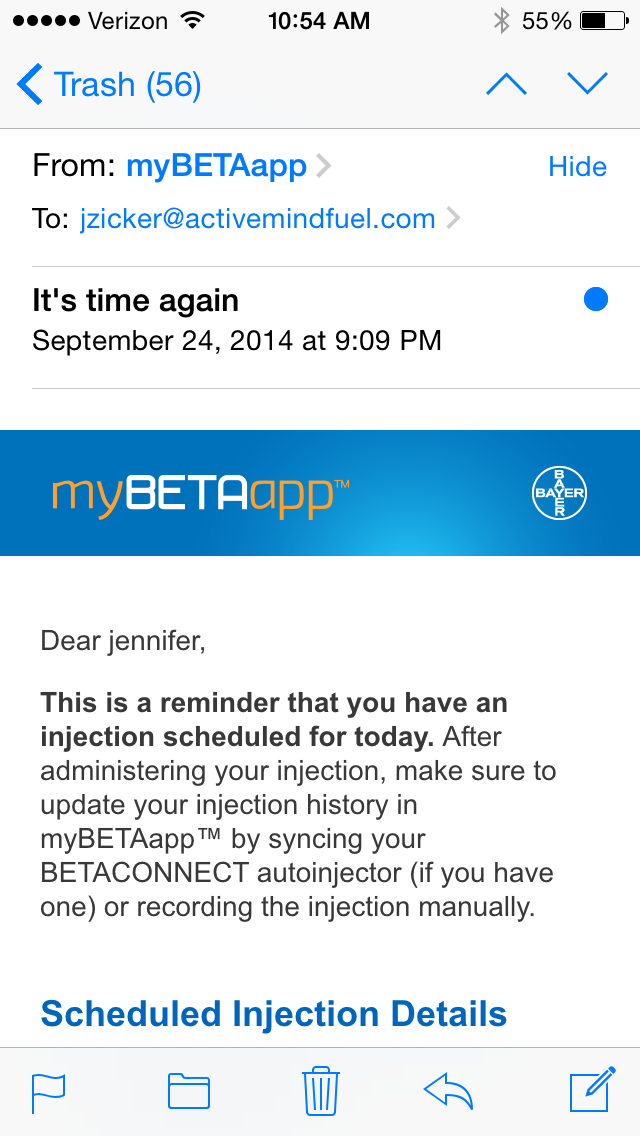 Verizon 10:54 AM 55%
Trash (56)
From: myBETAapp Hide
To: jzicker@activemindfuel.com
It's time again
September 24, 2014 at 9:09 PM
myBETAapp™ BAYER BAYER
Dear jennifer,
This is a reminder that you have an
injection scheduled for today. After
administering your injection, make sure to
update your injection history in
myBETAapp™ by syncing your
BETACONNECT autoinjector (if you have
one) or recording the injection manually.
Scheduled Injection Details